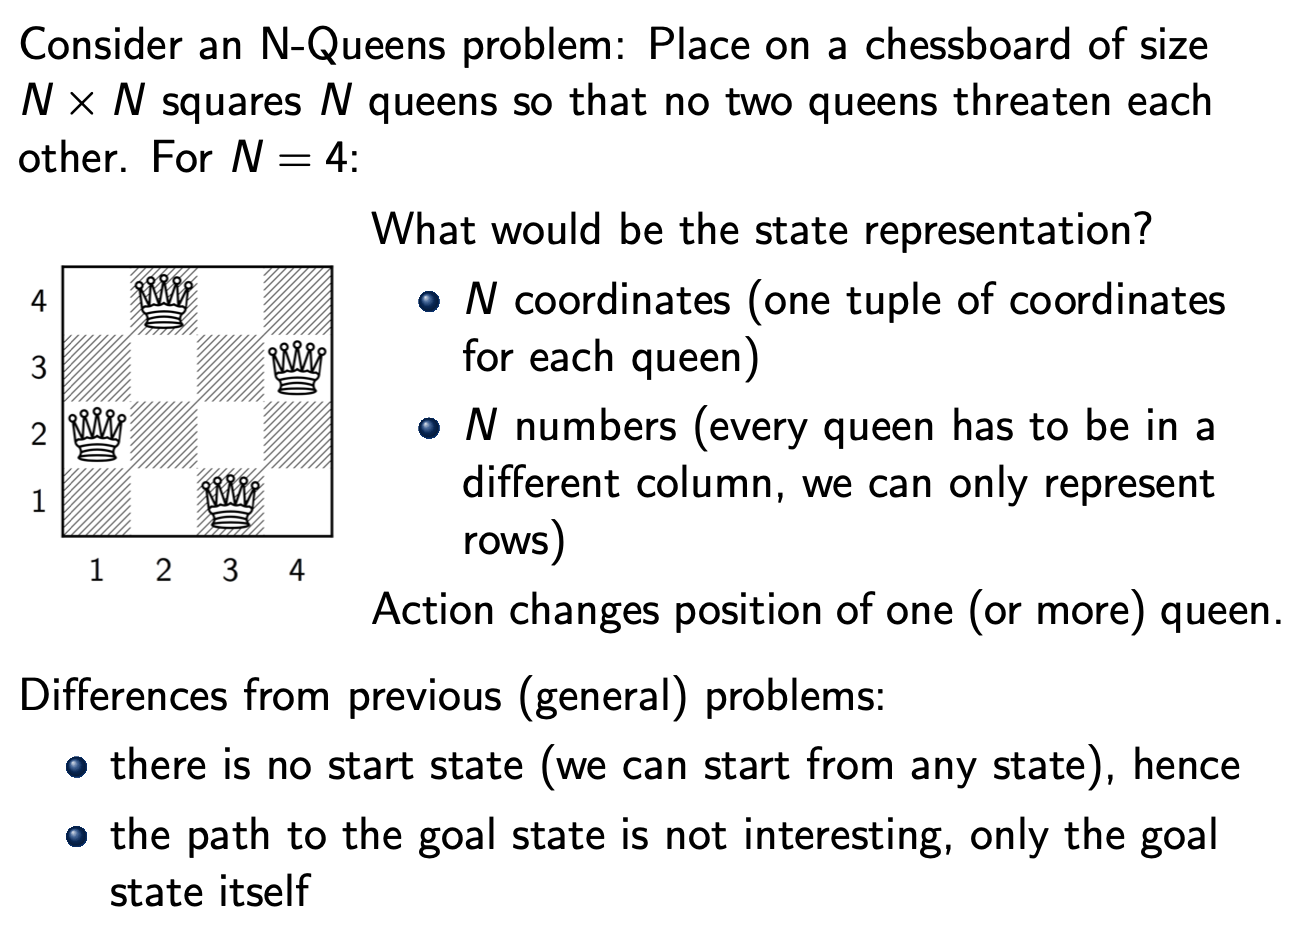 Consider an N-Queens problem: Place on a chessboard of size
N × N squares N queens so that no two queens threaten each
other. For N = 4:
What would be the state representation?
N coordinates (one tuple of coordinates
for each queen)
N numbers (every queen has to be in a
different column, we can only represent
rows)
Action changes position of one (or more) queen.
4
3
2
1
1 2 3 4
Differences from previous (general) problems:
there is no start state (we can start from any state), hence
the path to the goal state is not interesting, only the goal
state itself